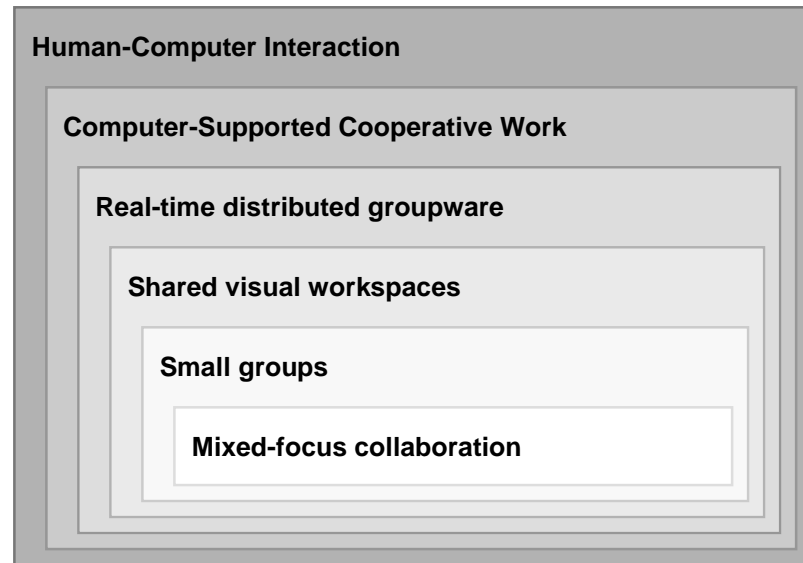 Human-Computer Interaction
Computer-Supported Cooperative Work
Real-time distributed groupware
Shared visual workspaces
Small groups
Mixed-focus collaboration